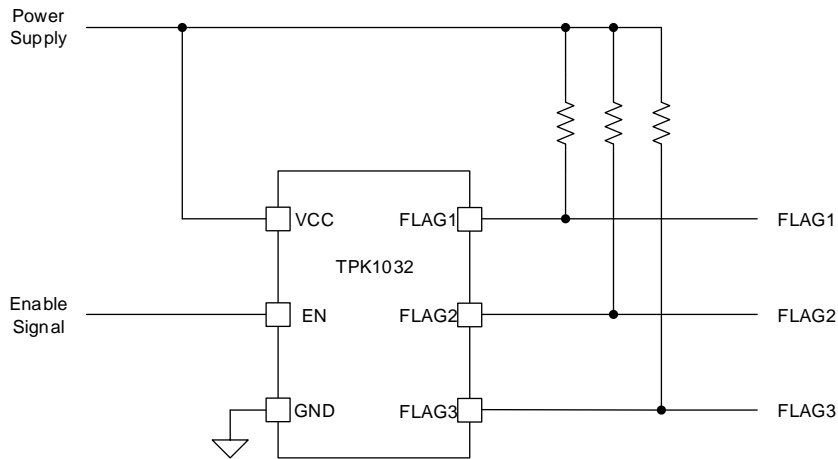 Power
Supply
VCC
FLAG1
FLAG1
TPK1032
Enable
Signal
EN
FLAG2
FLAG2
GND
FLAG3
FLAG3